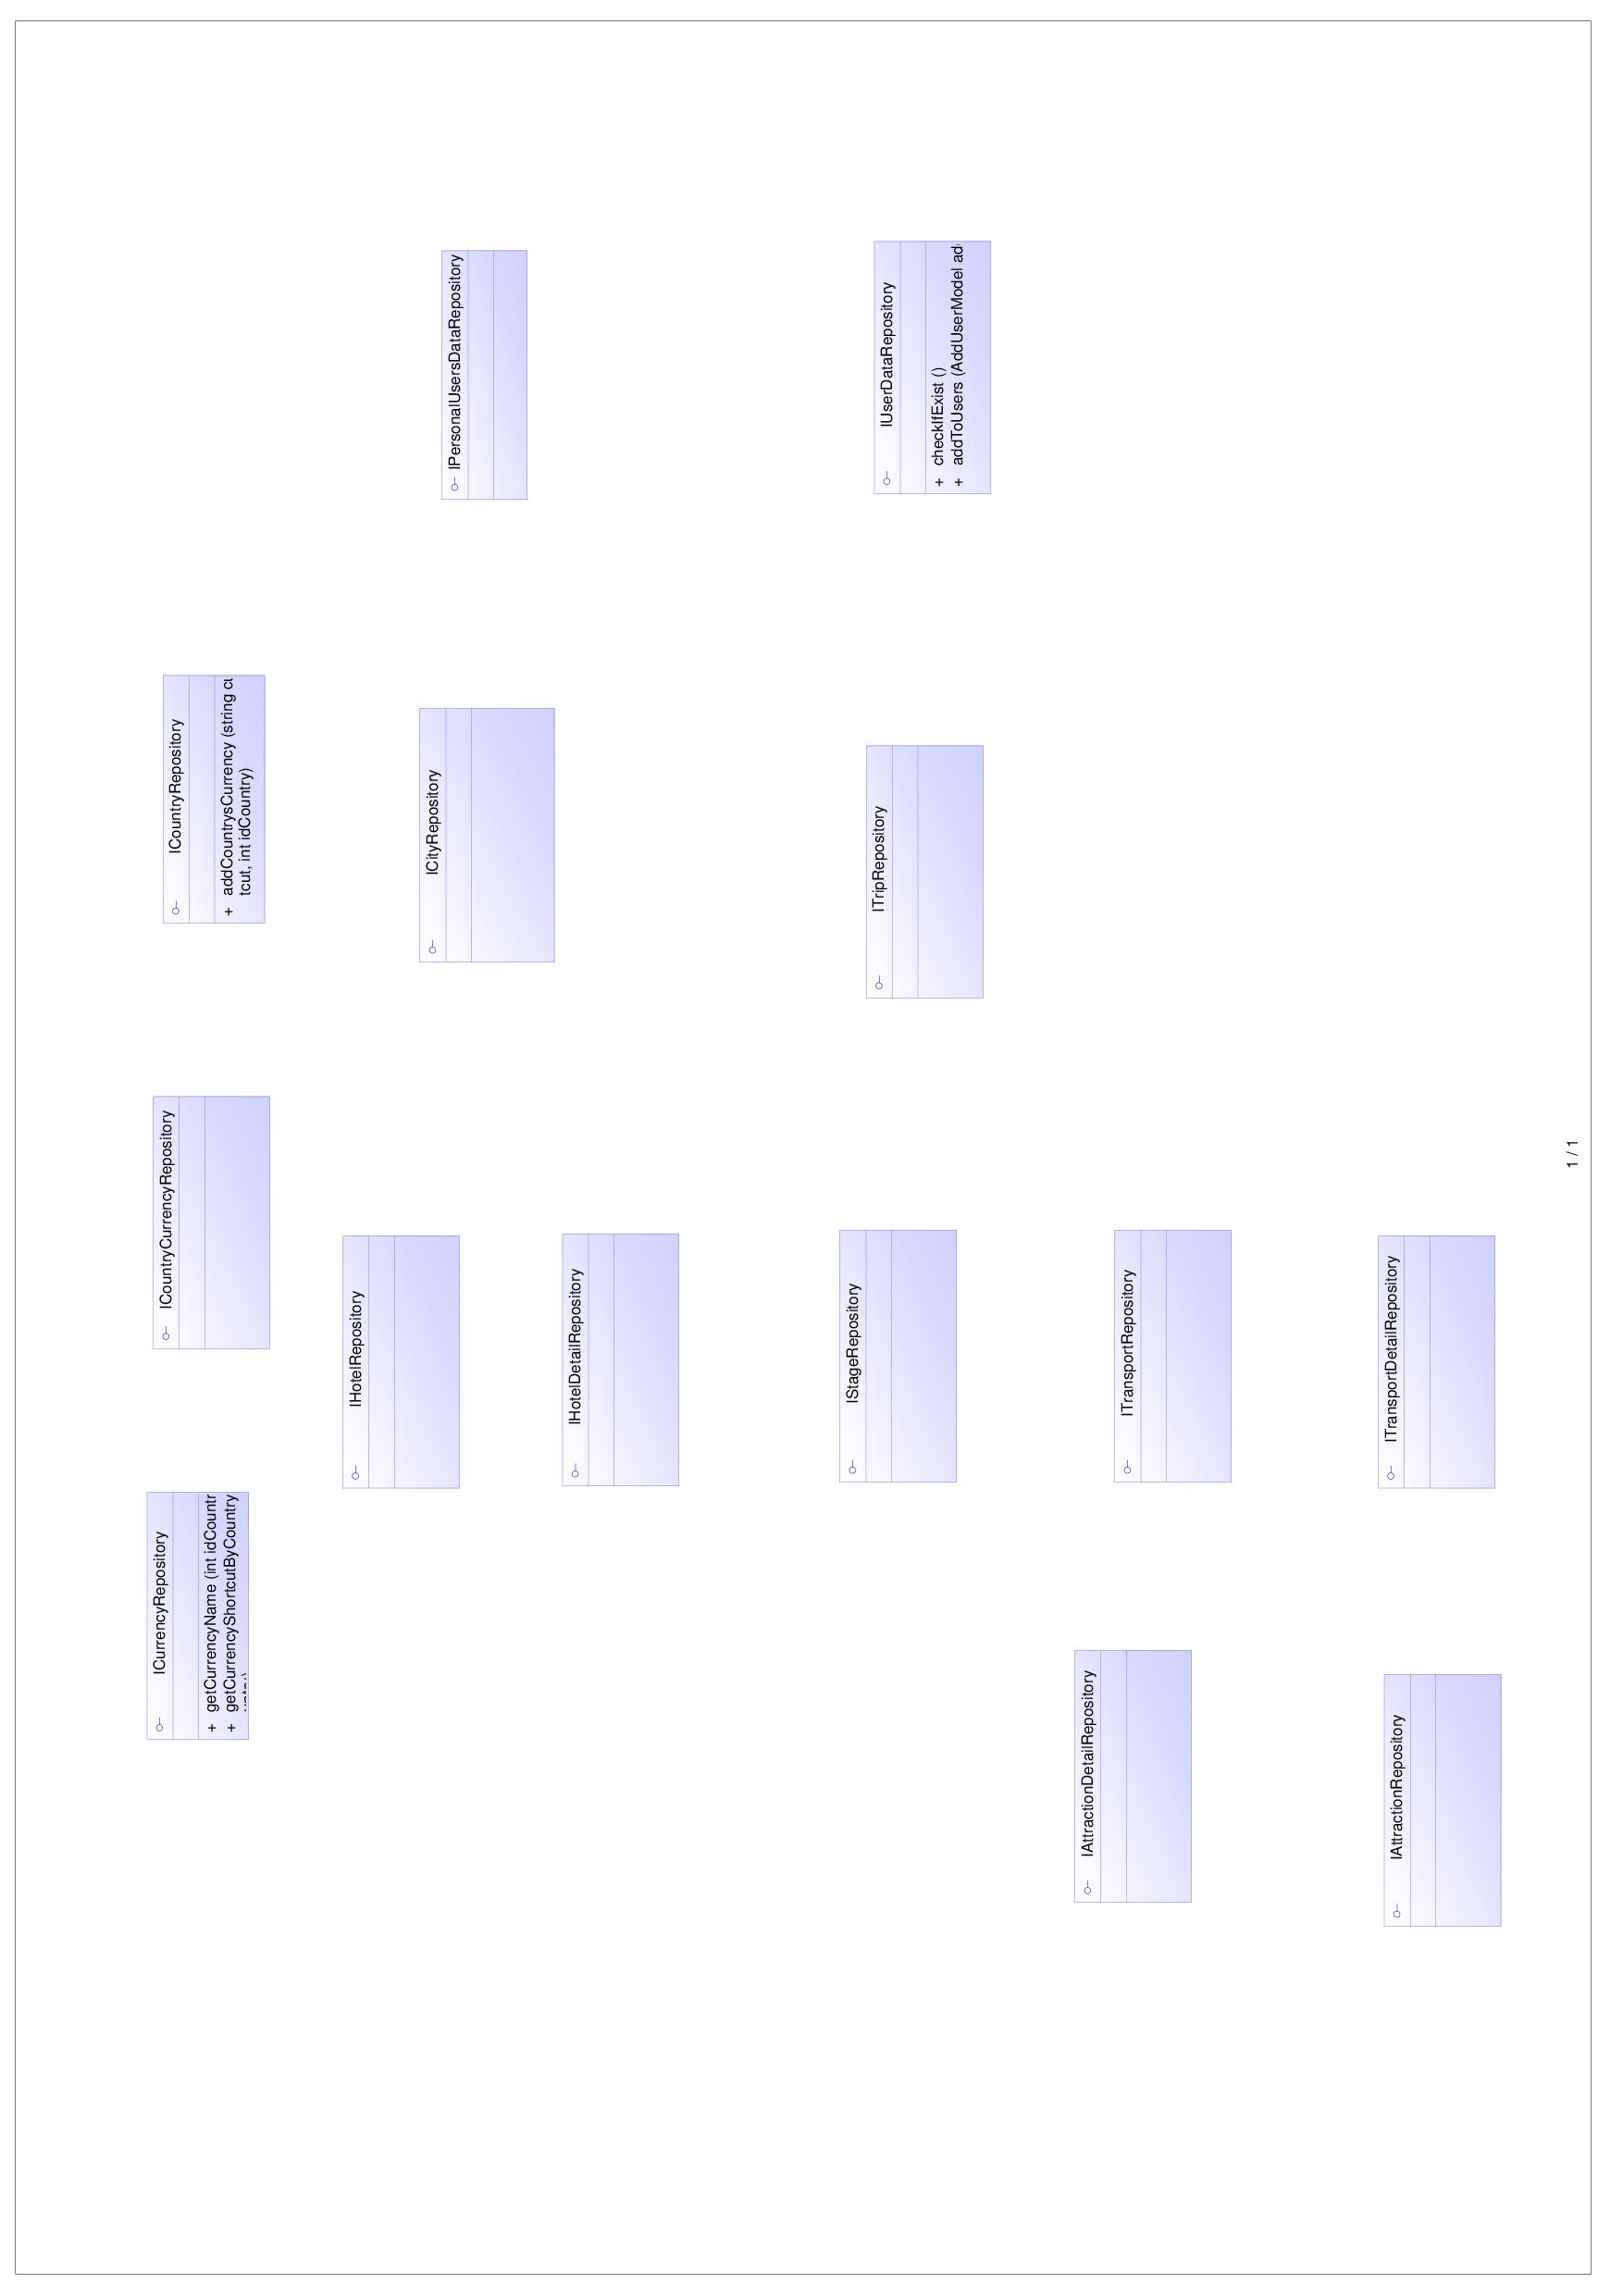 ICurrencyRepository
+ getCurrencyName (int idCountr
+ getCurrencyShortcutByCountry
ICountryCurrencyRepository
ICountryRepository
+ addCountrysCurrency (string cu
tcut, int idCountry)
IHotelRepository
ICityRepository
IPersonalUsersDataRepository
IHotelDetailRepository
IStageRepository
ITripRepository
IUserDataRepository
+ checkIfExist ()
+ addToUsers (AddUserModel ad
IAttractionDetailRepository
ITransportRepository
IAttractionRepository
ITransportDetailRepository
1 / 1